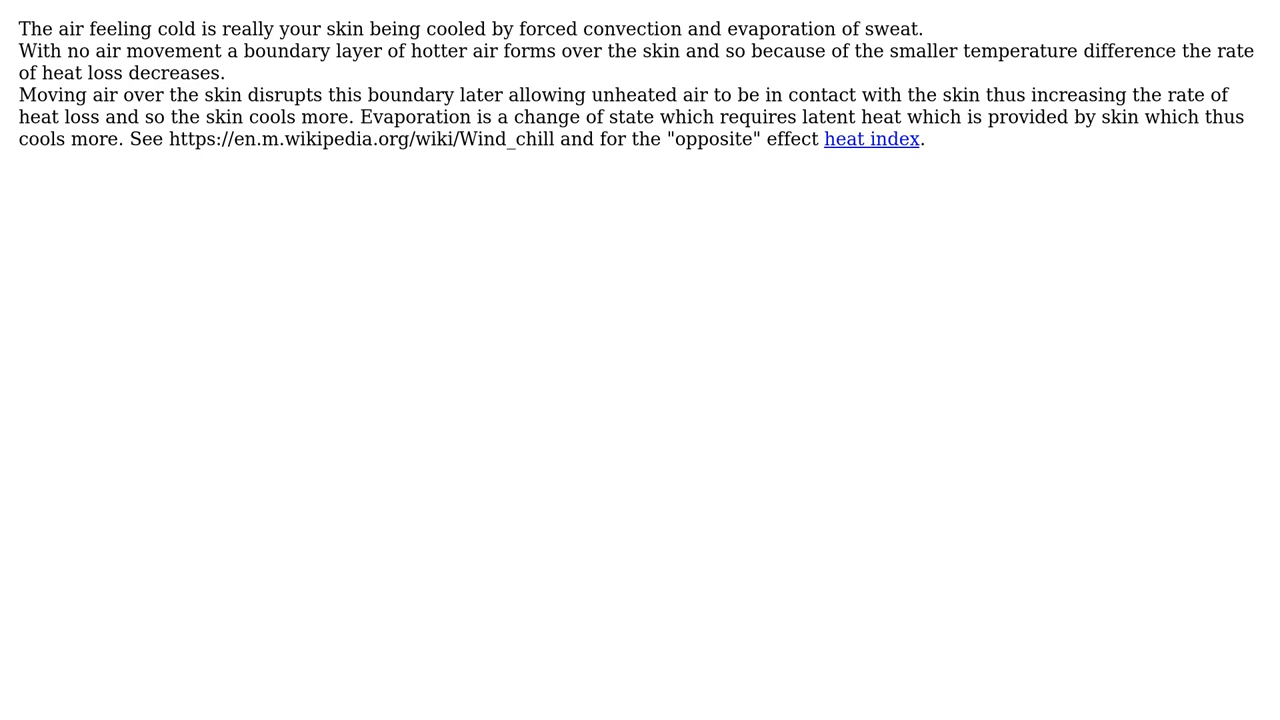 The air feeling cold is really your skin being cooled by forced convection and evaporation of sweat.
With no air movement a boundary layer of hotter air forms over the skin and so because of the smaller temperature difference the rate
of heat loss decreases.
Moving air over the skin disrupts this boundary later allowing unheated air to be in contact with the skin thus increasing the rate of
heat loss and so the skin cools more. Evaporation is a change of state which requires latent heat which is provided by skin which thus
cools more. See https://en.m.wikipedia.org/wiki/Wind_chill and for the "opposite" effect heat index.